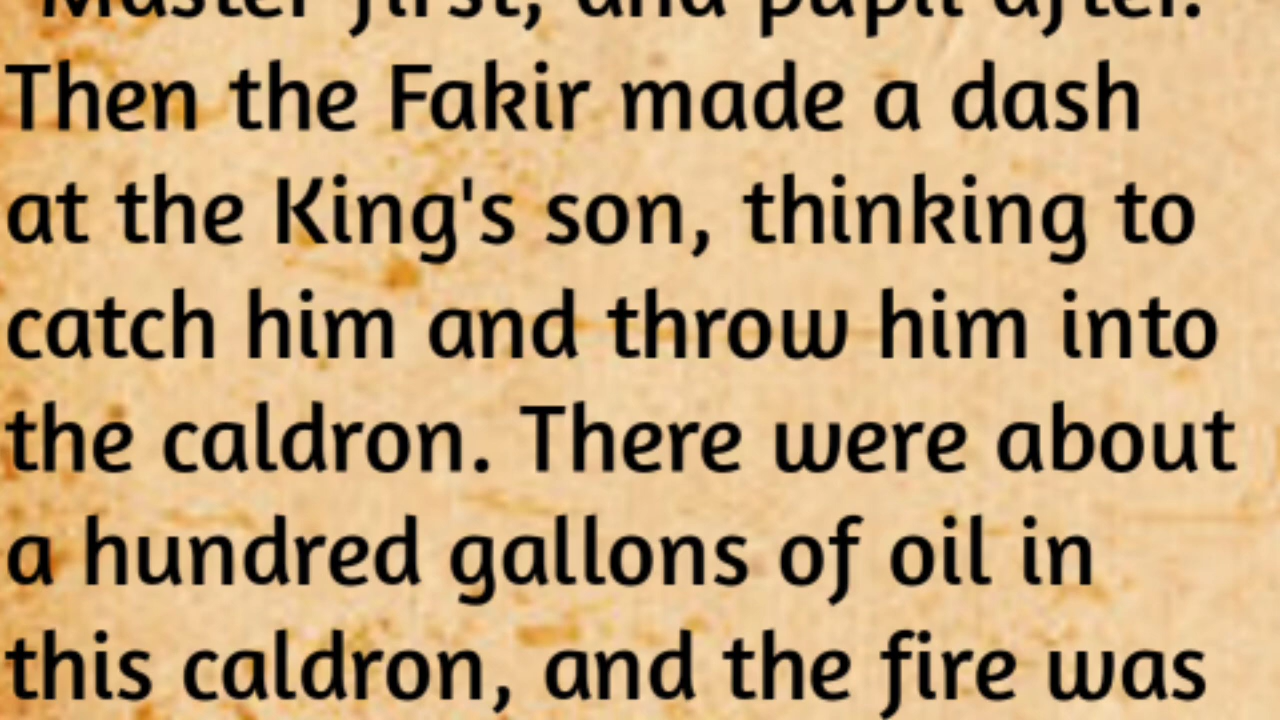 Master first, and pupil after.
Then the Fakir made a dash
at the King's son, thinking to
catch him and throw him into
the caldron. There were about
a hundred gallons of oil in
this caldron, and the fire was